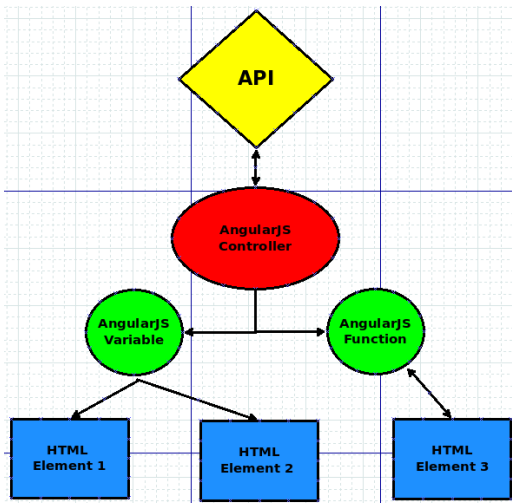 API
AngularJS
Controller
AngularJS
Variable
AngularJS
Function
HTML
Element 1
HTML
Element 2
HTML
Element 3